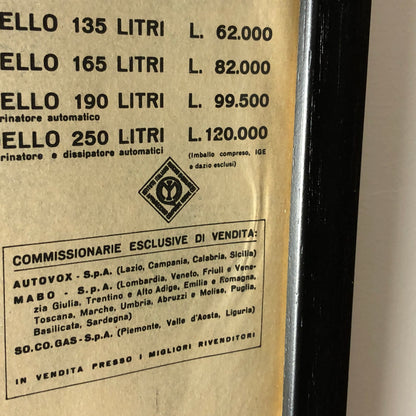 ELLO 135 LITRI L. 62.000
ELLO 165 LITRI L. 82.000
ELLO 190 LITRI L. 99.500
rinatore automatico
DELLO 250 LITRI L. 120.000
rinatore e dissipatore automatici
(Imballo compreso, IGE
e dazio esclusi)
COMMISSIONARIE ESCLUSIVE DI VENDITA:
AUTOVOX - S.p.A. (Lazio, Campania, Calabria, Sicilia)
MABO - S.p.A. (Lombardia, Veneto, Friuli e Vene-
zia Giulia, Trentino e Alto Adige, Emilia e Romagna,
Toscana, Marche, Umbria, Abruzzi e Molise, Puglia,
Basilicata, Sardegna)
SO.CO.GAS - S.p.A. (Piemonte, Valle d'Aosta, Liguria)
IN VENDITA PRESSO I MIGLIORI RIVENDITORI